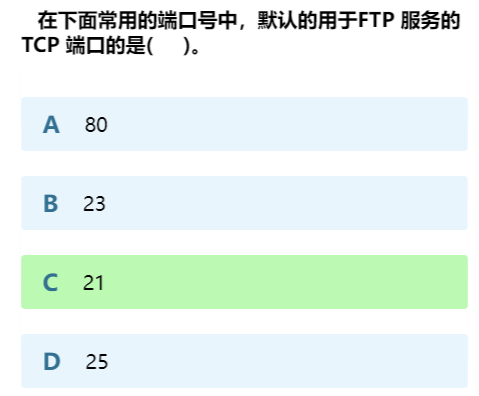 在下面常用的端口号中，默认的用于FTP 服务的
TCP 端口的是(     )。
A 80
B 23
C 21
D 25